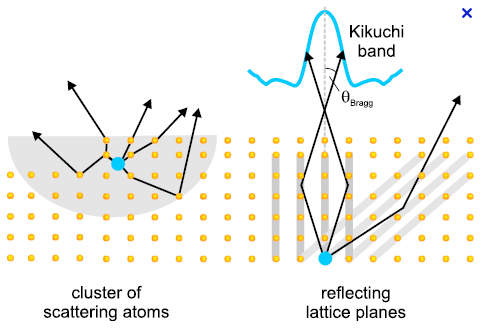 Kikuchi
band
θBragg
cluster of
scattering atoms
reflecting
lattice planes